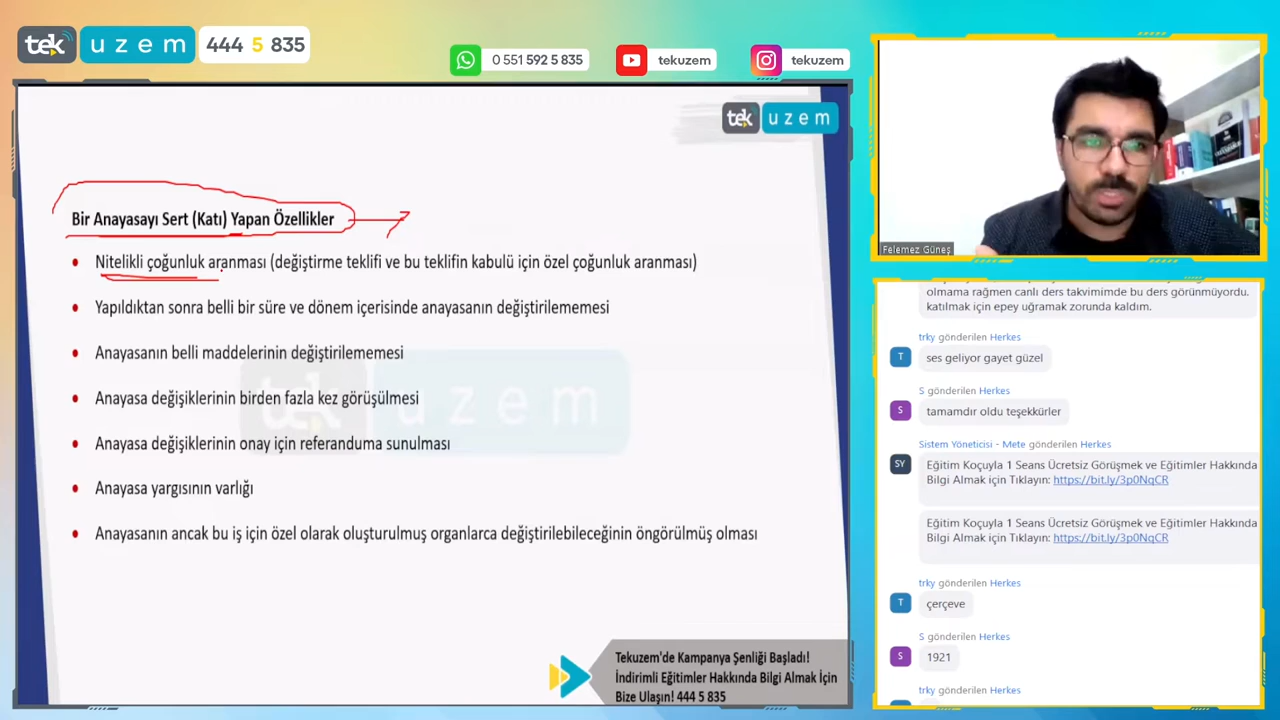 tek uzem 444 5 835
0 551 592 5 835
tekuzem
tekuzem
tek uzem
Bir Anayasayı Sert (Katı) Yapan Özellikler
• Nitelikli çoğunluk aranması (değiştirme teklifi ve bu teklifin kabulü için özel çoğunluk aranması)
• Yapıldıktan sonra belli bir süre ve dönem içerisinde anayasanın değiştirilememesi
• Anayasanın belli maddelerinin değiştirilememesi
• Anayasa değişiklerinin birden fazla kez görüşülmesi
• Anayasa değişiklerinin onay için referanduma sunulması
• Anayasa yargısının varlığı
• Anayasanın ancak bu iş için özel olarak oluşturulmuş organlarca değiştirilebileceğinin öngörülmüş olması
tek uzem
Tekuzem'de Kampanya Şenliği Başladı!
İndirimli Eğitimler Hakkında Bilgi Almak İçin
Bize Ulaşın! 444 5 835
Felemez Güneş
olmama rağmen canlı ders takvimimde bu ders görünmüyordu.
katılmak için epey uğramak zorunda kaldım.
trky gönderilen Herkes
T ses geliyor gayet güzel
S gönderilen Herkes
S tamamdır oldu teşekkürler
Sistem Yöneticisi - Mete gönderilen Herkes
SY Eğitim Koçuyla 1 Seans Ücretsiz Görüşmek ve Eğitimler Hakkında
Bilgi Almak için Tıklayın: https://bit.ly/3p0NqCR
Eğitim Koçuyla 1 Seans Ücretsiz Görüşmek ve Eğitimler Hakkında
Bilgi Almak için Tıklayın: https://bit.ly/3p0NqCR
trky gönderilen Herkes
T çerçeve
S gönderilen Herkes
S 1921
trky gönderilen Herkes